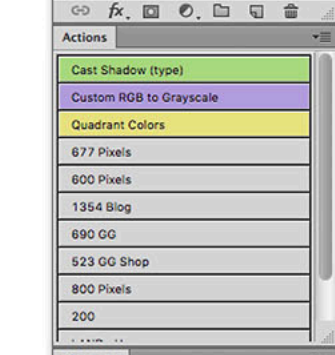 fx
Actions
Cast Shadow (type)
Custom RGB to Grayscale
Quadrant Colors
677 Pixels
600 Pixels
1354 Blog
690 GG
523 GG Shop
800 Pixels
200